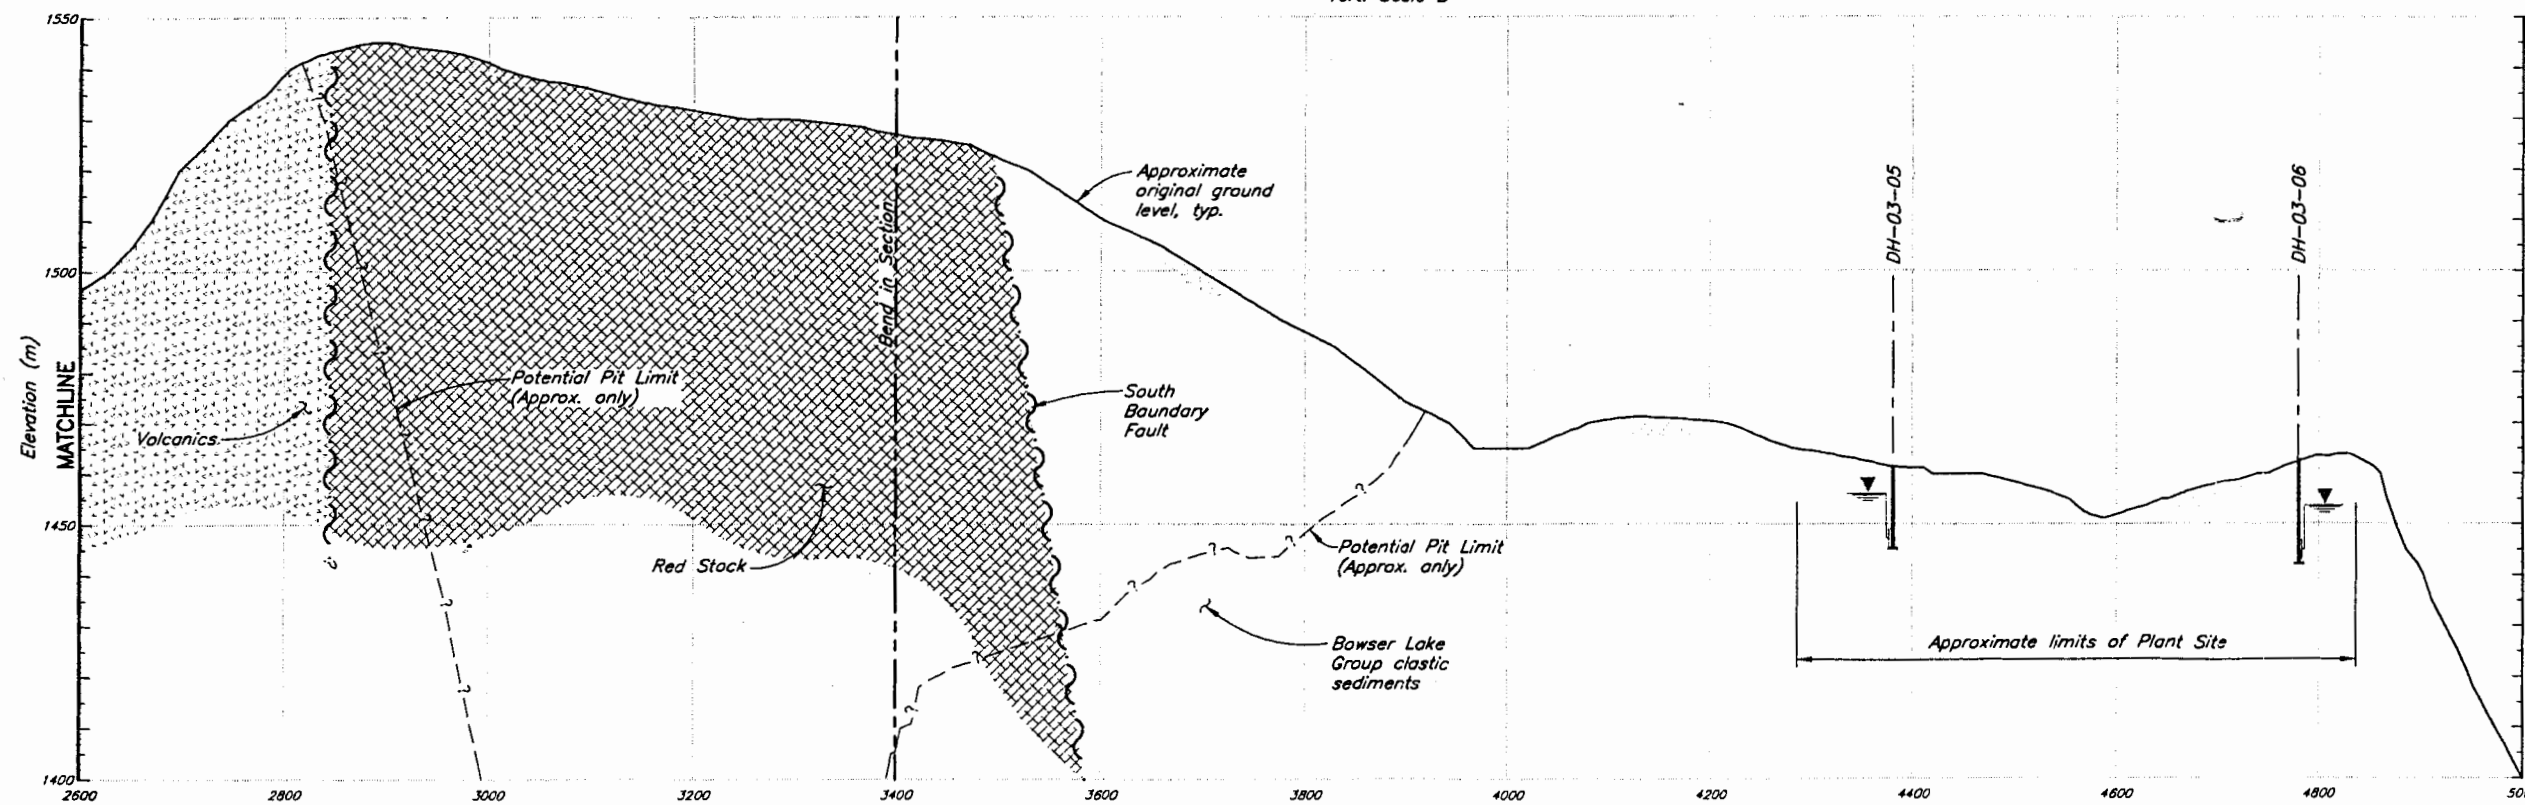 1550
1500
1450
1400
Elevation (m)
MATCHLINE
Volcanics
Potential Pit Limit
(Approx. only)
Red Stock
Bend in Section
Approximate
original ground
level, typ.
South
Boundary
Fault
Potential Pit Limit
(Approx. only)
Bowser Lake
Group clastic
sediments
DH-03-05
DH-03-06
Approximate limits of Plant Site
2600
2800
3000
3200
3400
3600
3800
4000
4200
4400
4600
4800